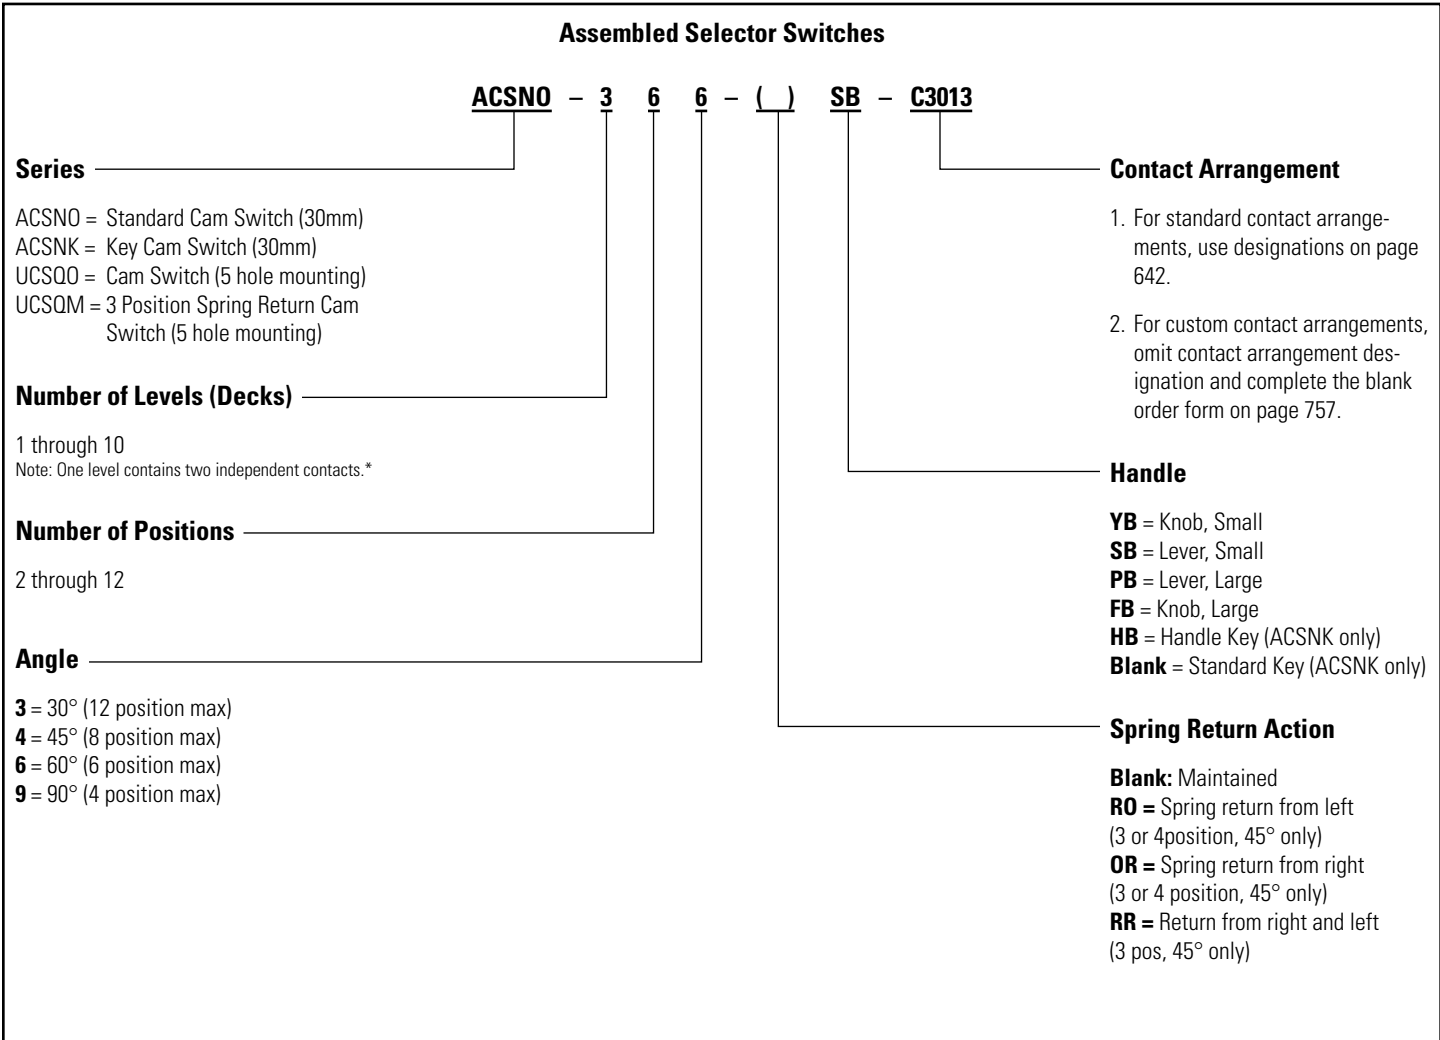 Assembled Selector Switches
ACSNO – 3 6 6 – ( ) SB – C3013
Series
ACSNO = Standard Cam Switch (30mm)
ACSNK = Key Cam Switch (30mm)
UCSQO = Cam Switch (5 hole mounting)
UCSQM = 3 Position Spring Return Cam
Switch (5 hole mounting)
Number of Levels (Decks)
1 through 10
Note: One level contains two independent contacts.*
Number of Positions
2 through 12
Angle
3 = 30° (12 position max)
4 = 45° (8 position max)
6 = 60° (6 position max)
9 = 90° (4 position max)
Contact Arrangement
1. For standard contact arrange-
ments, use designations on page
642.
2. For custom contact arrangements,
omit contact arrangement des-
ignation and complete the blank
order form on page 757.
Handle
YB = Knob, Small
SB = Lever, Small
PB = Lever, Large
FB = Knob, Large
HB = Handle Key (ACSNK only)
Blank = Standard Key (ACSNK only)
Spring Return Action
Blank: Maintained
RO = Spring return from left
(3 or 4position, 45° only)
OR = Spring return from right
(3 or 4 position, 45° only)
RR = Return from right and left
(3 pos, 45° only)